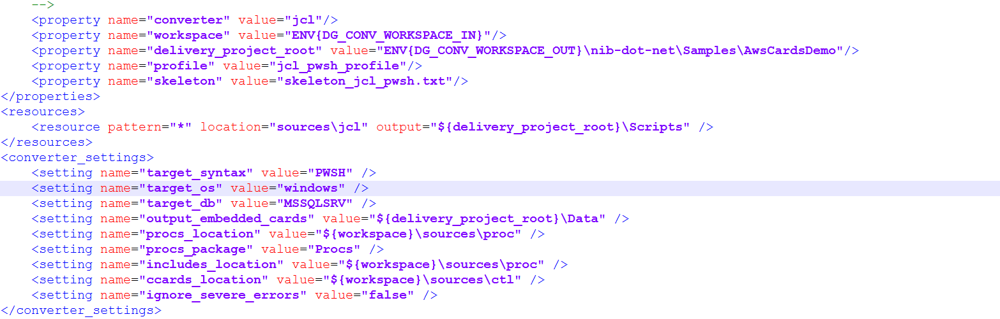 -->
    <property name="converter" value="jcl"/>
    <property name="workspace" value="ENV{DG_CONV_WORKSPACE_IN}"/>
    <property name="delivery_project_root" value="ENV{DG_CONV_WORKSPACE_OUT}\nib-dot-net\Samples\AwsCardsDemo"/>
    <property name="profile" value="jcl_pwsh_profile"/>
    <property name="skeleton" value="skeleton_jcl_pwsh.txt"/>
</properties>
<resources>
    <resource pattern="*" location="sources\jcl" output="${delivery_project_root}\Scripts" />
</resources>
<converter_settings>
    <setting name="target_syntax" value="PWSH" />
    <setting name="target_os" value="windows" />
    <setting name="target_db" value="MSSQLSRV" />
    <setting name="output_embedded_cards" value="${delivery_project_root}\Data" />
    <setting name="procs_location" value="${workspace}\sources\proc" />
    <setting name="procs_package" value="Procs" />
    <setting name="includes_location" value="${workspace}\sources\proc" />
    <setting name="ccards_location" value="${workspace}\sources\ctl" />
    <setting name="ignore_severe_errors" value="false" />
</converter_settings>